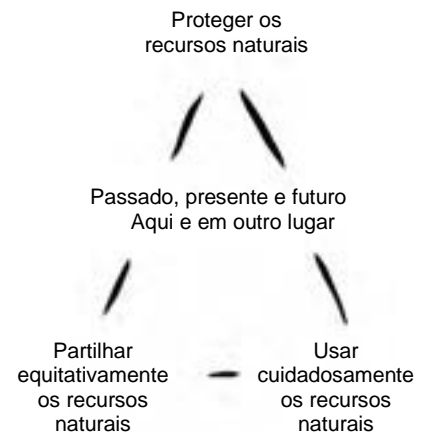 Proteger os
recursos naturais
Passado, presente e futuro
Aqui e em outro lugar
Partilhar
equitativamente
os recursos
naturais
Usar
cuidadosamente
os recursos
naturais